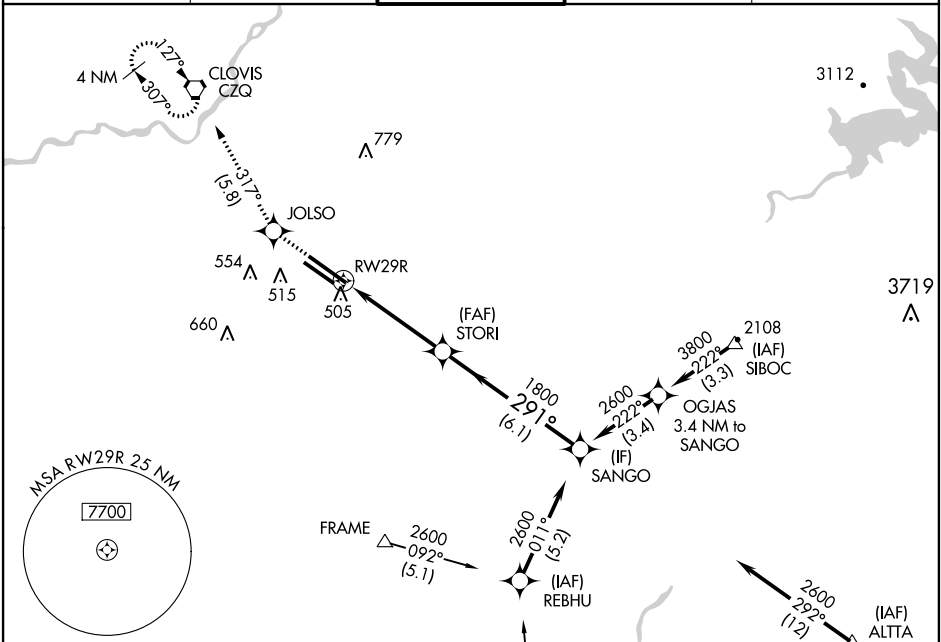 127°
4 NM
307°
CLOVIS
CZQ
3112
779
317°
(5.8)
JOLSO
554
515
RW29R
505
3719
660
(FAF)
STORI
2108
3800
222°
(3.3)
(IAF)
SIBOC
1800
291°
(6.1)
2600
222°
(3.4)
OGJAS
3.4 NM to
SANGO
(IF)
SANGO
MSA RW29R 25 NM
7700
FRAME
2600
092°
(5.1)
2600
011°
(5.2)
(IAF)
REBHU
2600
292°
(12)
(IAF)
ALTTA